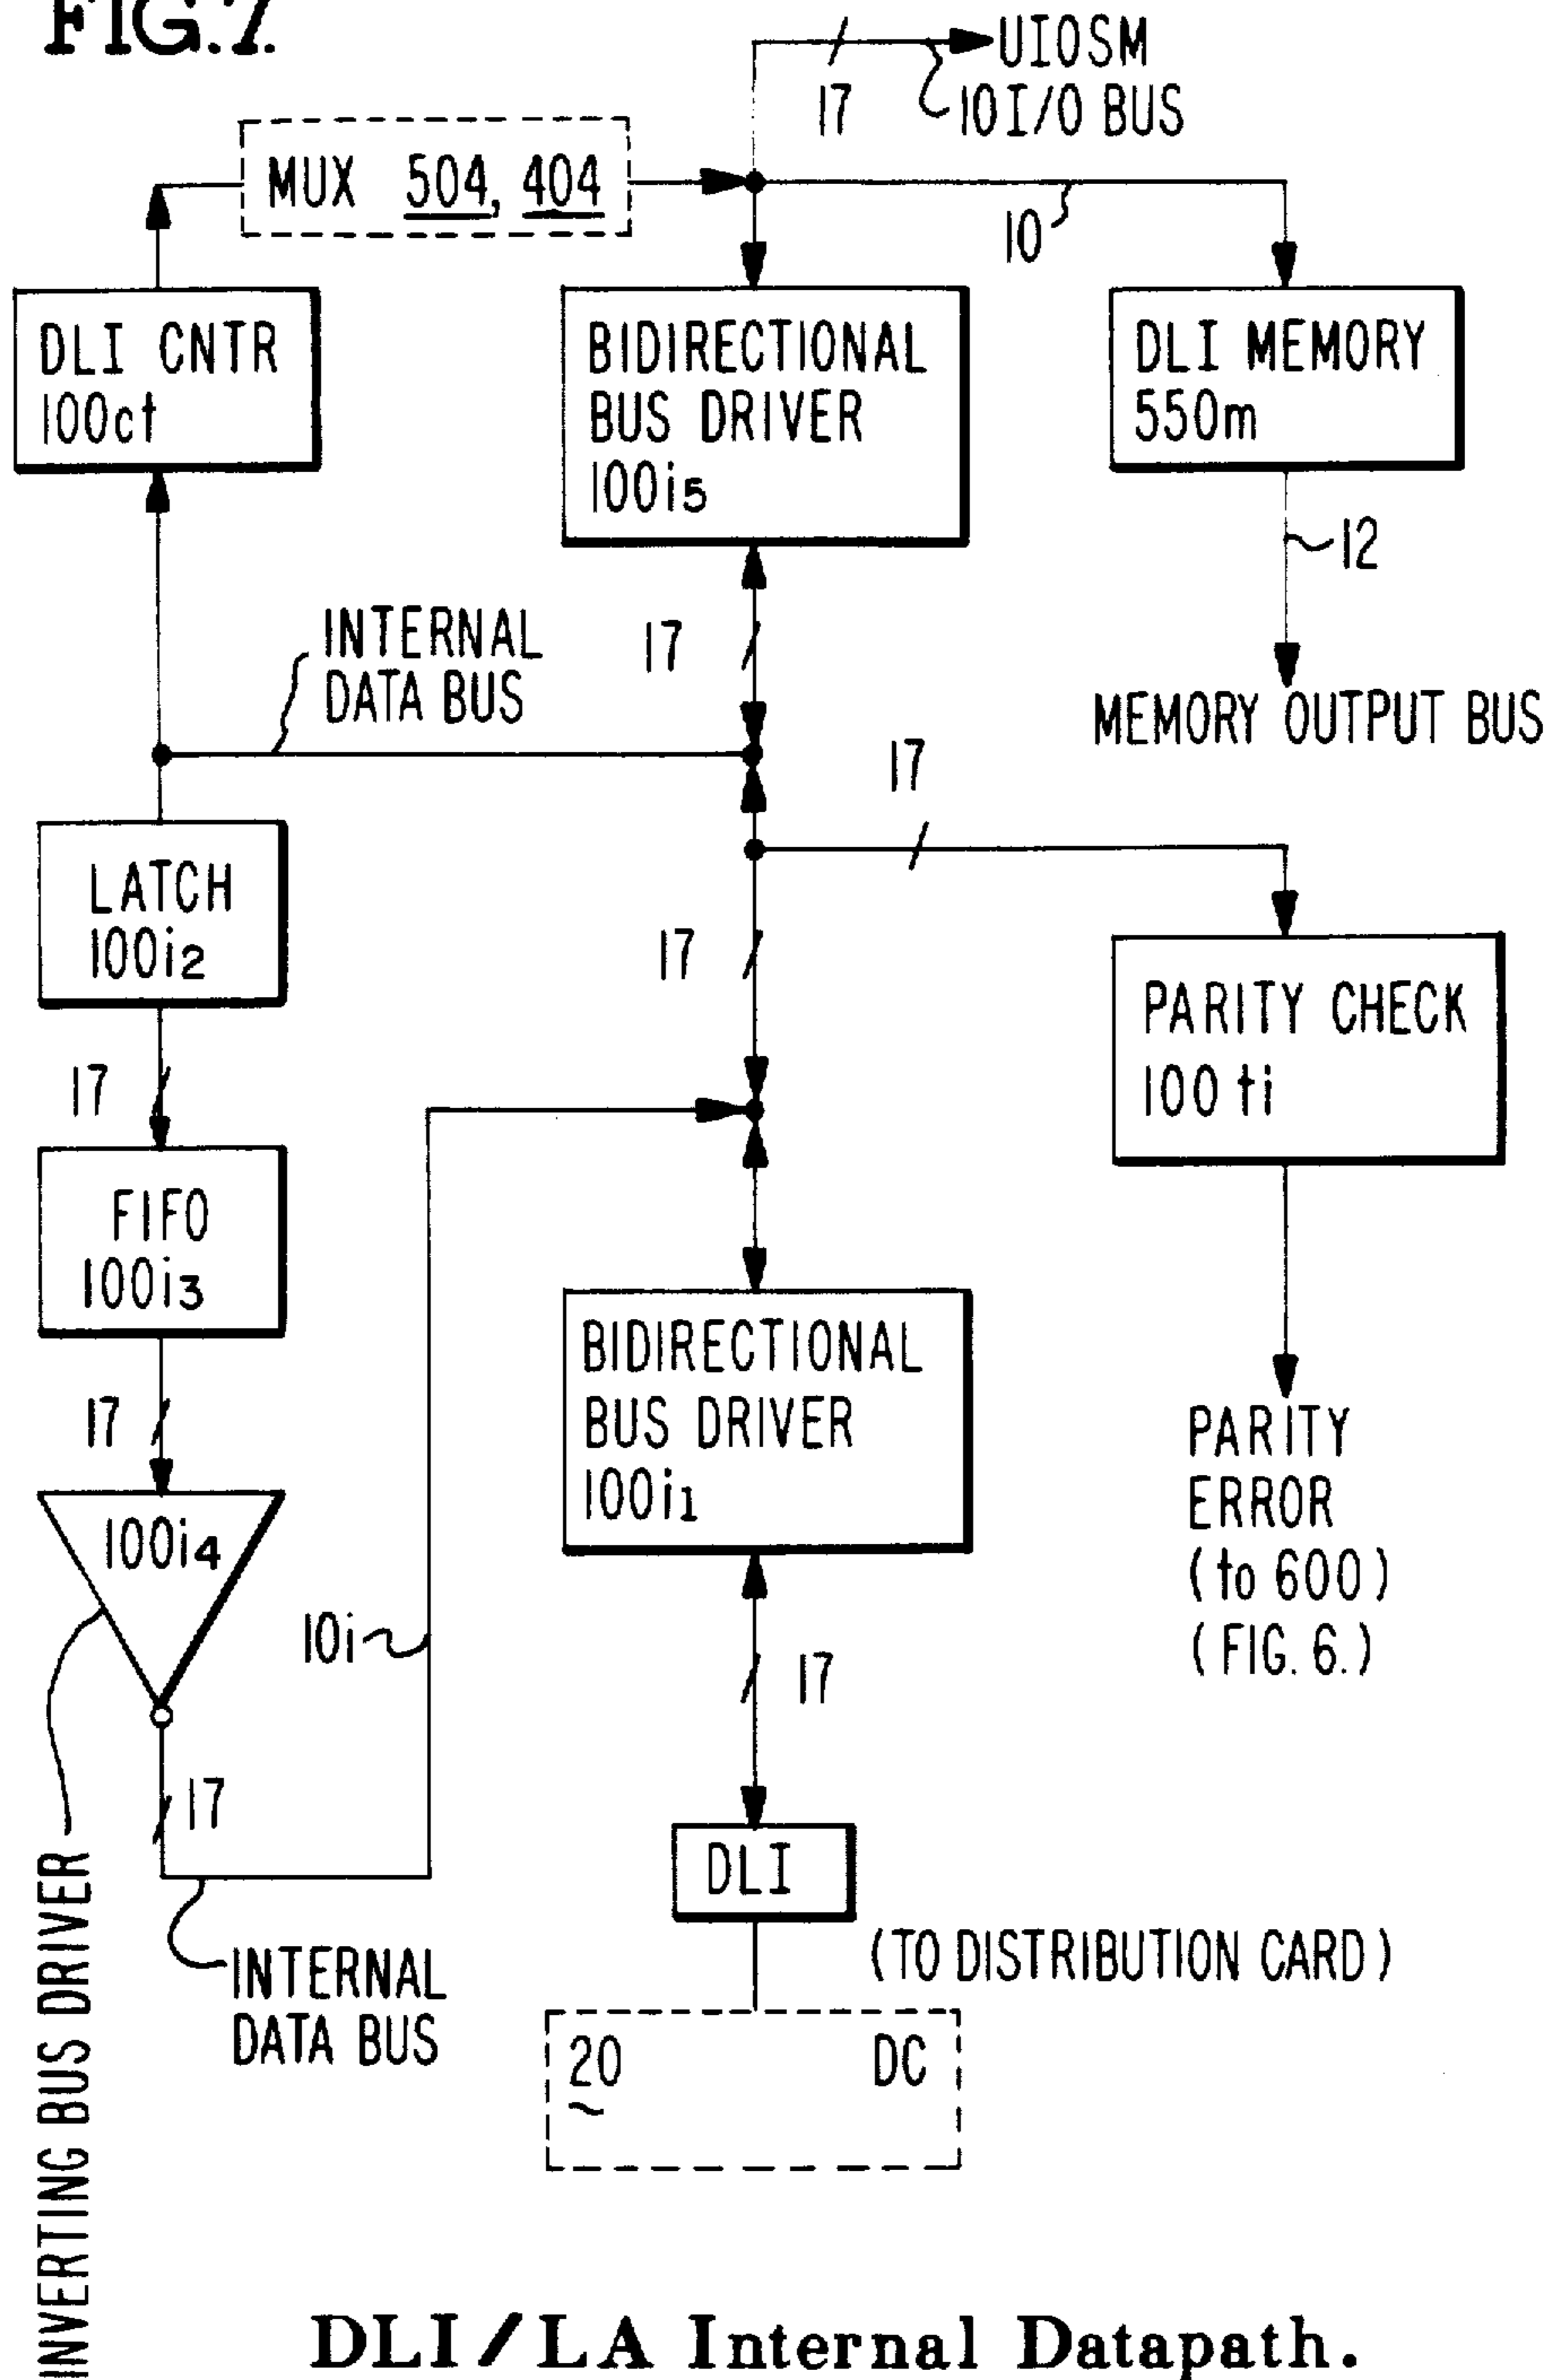 FIG.7.
UIOSM
17
10 I/O BUS
MUX 504, 404
10
DLI CNTR
100ct
BIDIRECTIONAL
BUS DRIVER
100i5
DLI MEMORY
550m
12
INTERNAL
DATA BUS
17
MEMORY OUTPUT BUS
17
LATCH
100i2
17
PARITY CHECK
100 ti
17
FIFO
100i3
BIDIRECTIONAL
BUS DRIVER
100i1
17
PARITY
ERROR
(to 600)
(FIG. 6.)
100i4
10i
17
17
DLI
(TO DISTRIBUTION CARD)
INTERNAL
DATA BUS
20 DC
INVERTING BUS DRIVER
DLI/LA Internal Datapath.